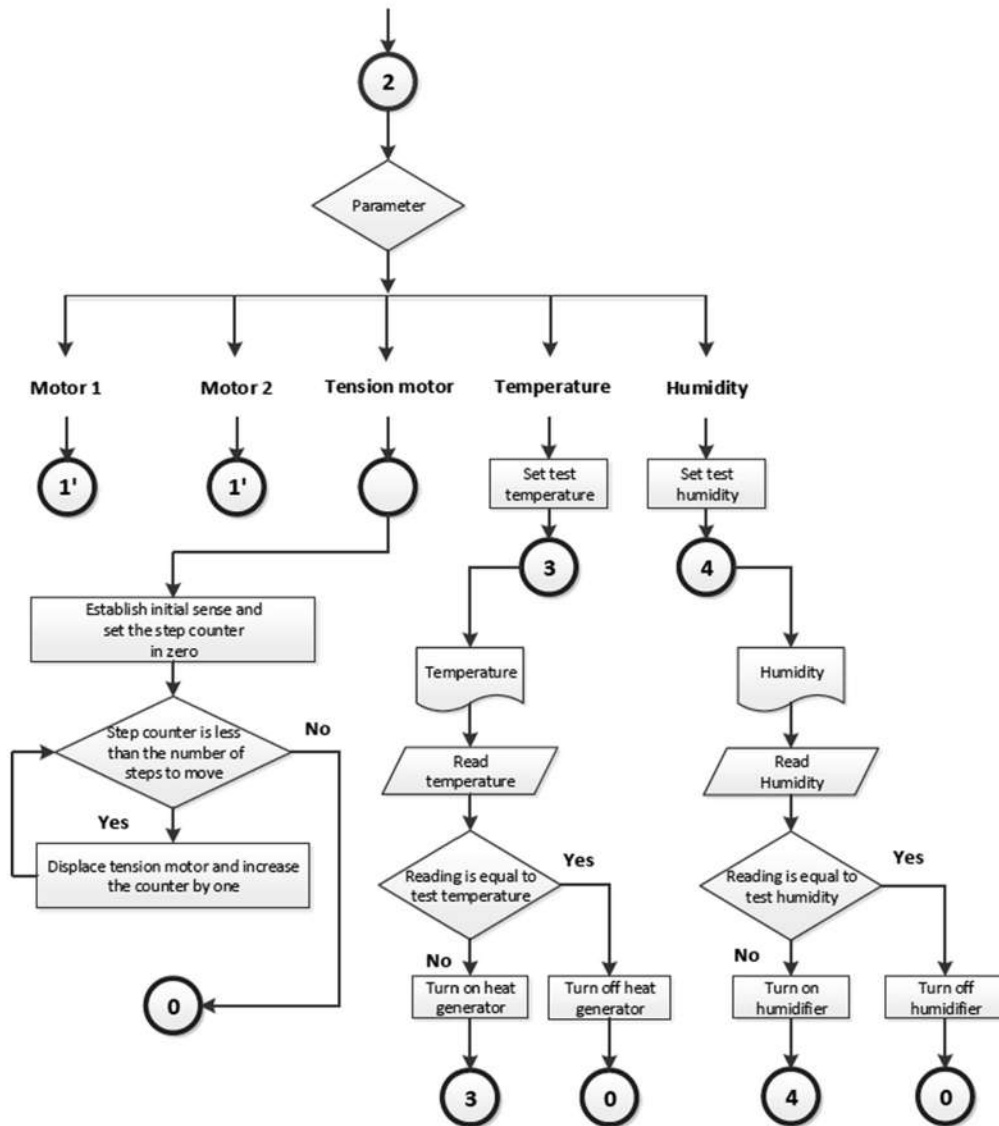 2
Parameter
Motor 1
Motor 2
Tension motor
Temperature
Humidity
1'
1'
Set test
temperature
Set test
humidity
3
4
Establish initial sense and
set the step counter
in zero
Temperature
Humidity
Step counter is less
than the number of
steps to move
No
Read
temperature
Read
Humidity
Yes
Displace tension motor and increase
the counter by one
Reading is equal to
test temperature
Yes
Reading is equal to
test humidity
Yes
No
No
Turn on heat
generator
Turn off heat
generator
Turn on
humidifier
Turn off
humidifier
0
3
0
4
0